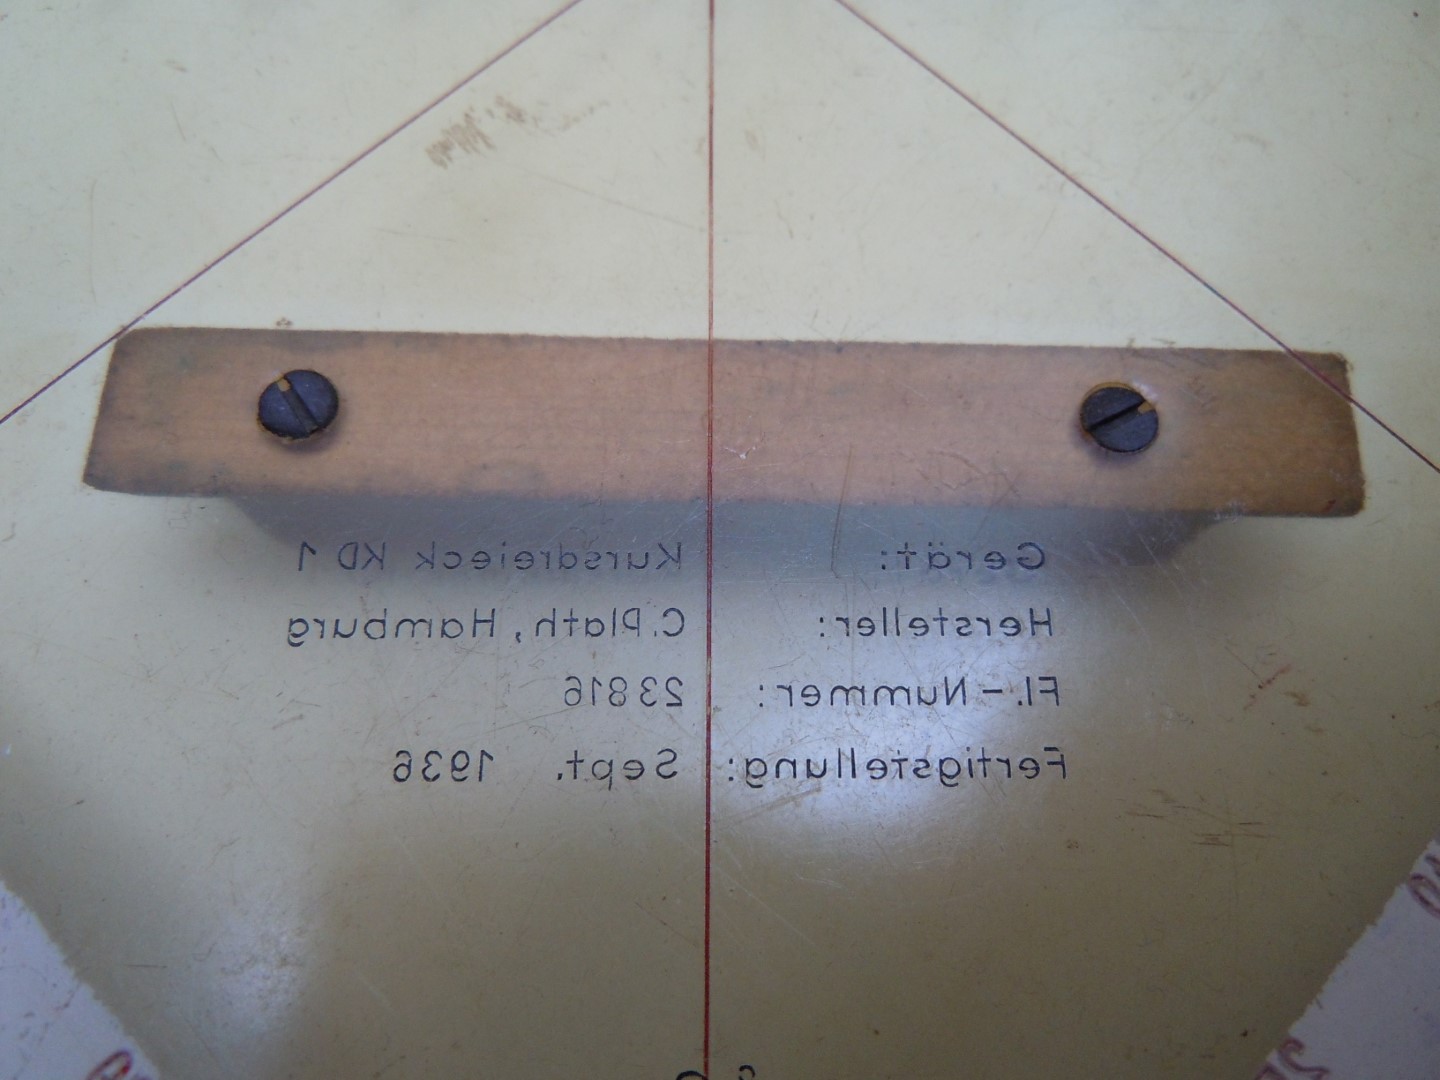 Gerät: Kursdreieck KD 1
Hersteller: C. Plath, Hamburg
Fl.-Nummer: 23816
Fertigstellung: Sept. 1936